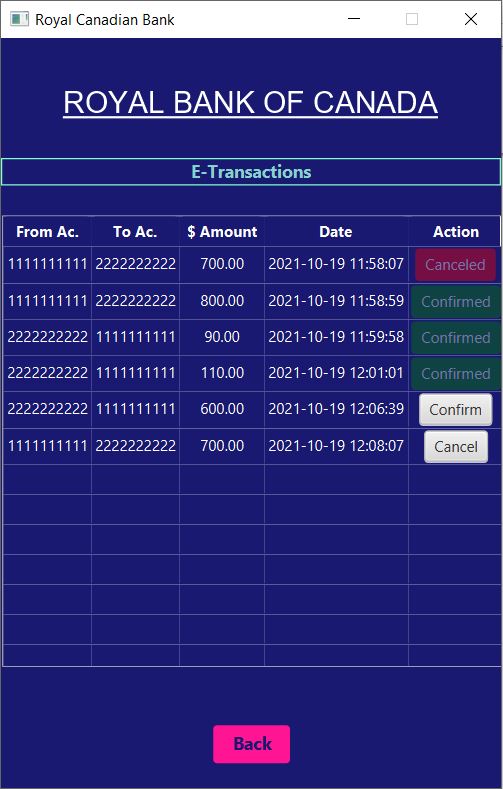 Royal Canadian Bank
ROYAL BANK OF CANADA
E-Transactions
From Ac. To Ac. $ Amount Date Action
1111111111 2222222222 700.00 2021-10-19 11:58:07 Canceled
1111111111 2222222222 800.00 2021-10-19 11:58:59 Confirmed
2222222222 1111111111 90.00 2021-10-19 11:59:58 Confirmed
2222222222 1111111111 110.00 2021-10-19 12:01:01 Confirmed
2222222222 1111111111 600.00 2021-10-19 12:06:39 Confirm
1111111111 2222222222 700.00 2021-10-19 12:08:07 Cancel
Back